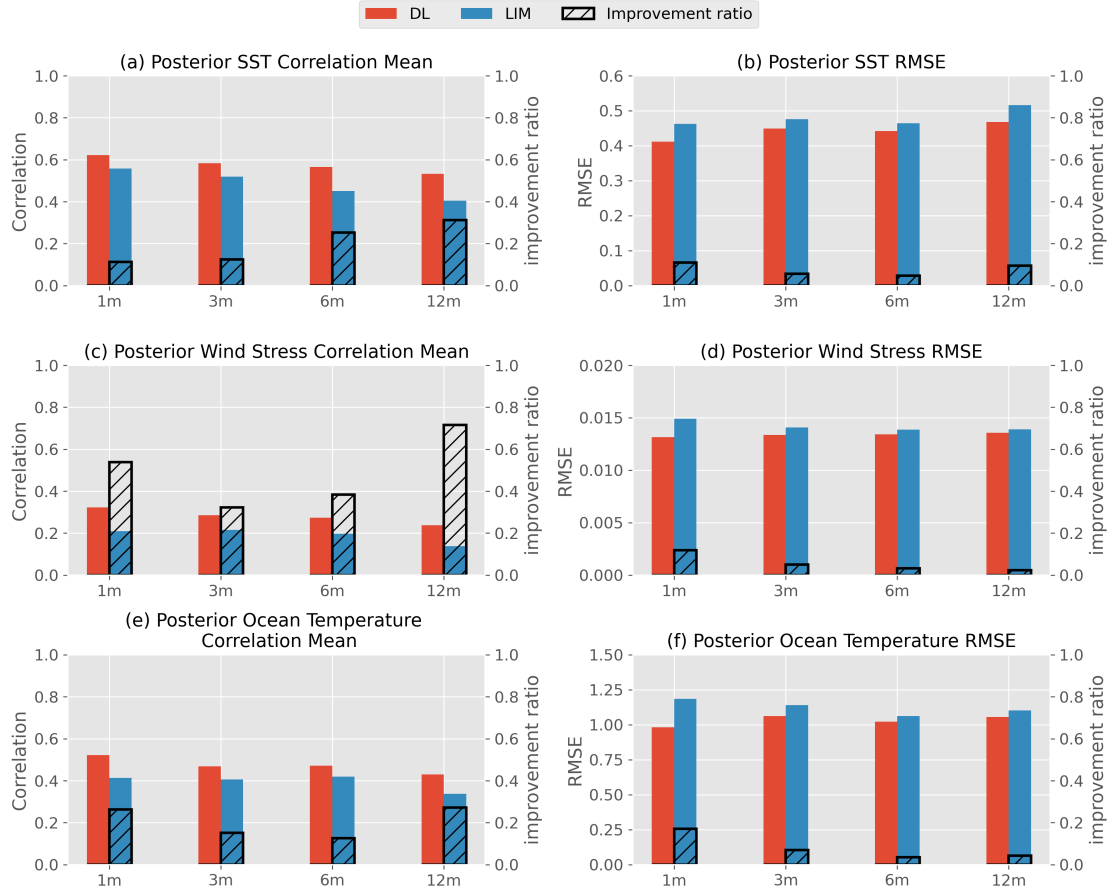 DL LIM Improvement ratio
(a) Posterior SST Correlation Mean
1.0 1.0
0.8 0.8
0.6 0.6
0.4 0.4
0.2 0.2
0.0 0.0
Correlation
improvement ratio
1m 3m 6m 12m
(b) Posterior SST RMSE
0.6 1.0
0.5 0.8
0.4 0.6
0.3 0.4
0.2 0.2
0.1 0.0
0.0
RMSE
improvement ratio
1m 3m 6m 12m
(c) Posterior Wind Stress Correlation Mean
1.0 1.0
0.8 0.8
0.6 0.6
0.4 0.4
0.2 0.2
0.0 0.0
Correlation
improvement ratio
1m 3m 6m 12m
(d) Posterior Wind Stress RMSE
0.020 1.0
0.015 0.8
0.010 0.6
0.005 0.4
0.000 0.2
0.0
RMSE
improvement ratio
1m 3m 6m 12m
(e) Posterior Ocean Temperature
Correlation Mean
1.0 1.0
0.8 0.8
0.6 0.6
0.4 0.4
0.2 0.2
0.0 0.0
Correlation
improvement ratio
1m 3m 6m 12m
(f) Posterior Ocean Temperature RMSE
1.50 1.0
1.25 0.8
1.00 0.6
0.75 0.4
0.50 0.2
0.25 0.0
0.00
RMSE
improvement ratio
1m 3m 6m 12m